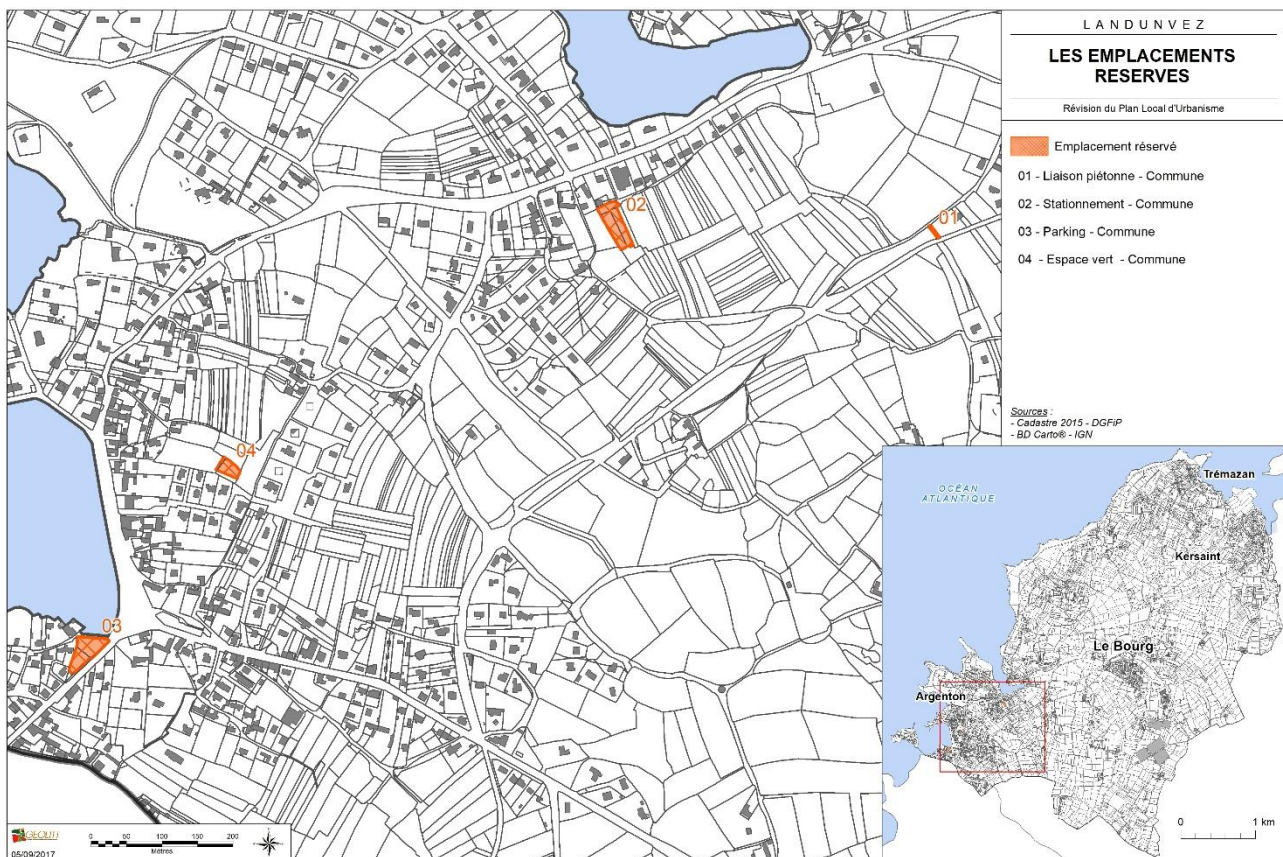 LANDUNVEZ
LES EMPLACEMENTS
RESERVES
Révision du Plan Local d'Urbanisme
Emplacement réservé
01 - Liaison piétonne - Commune
02 - Stationnement - Commune
03 - Parking - Commune
04 - Espace vert - Commune
02
01
04
03
Sources :
- Cadastre 2015 - DGFiP
- BD Carto® - IGN
OCÉAN
ATLANTIQUE
Trémazan
Kersaint
Le Bourg
Argenton
0 1 km
GEOLITT
0 50 100 150 200
Mètres
05/09/2017